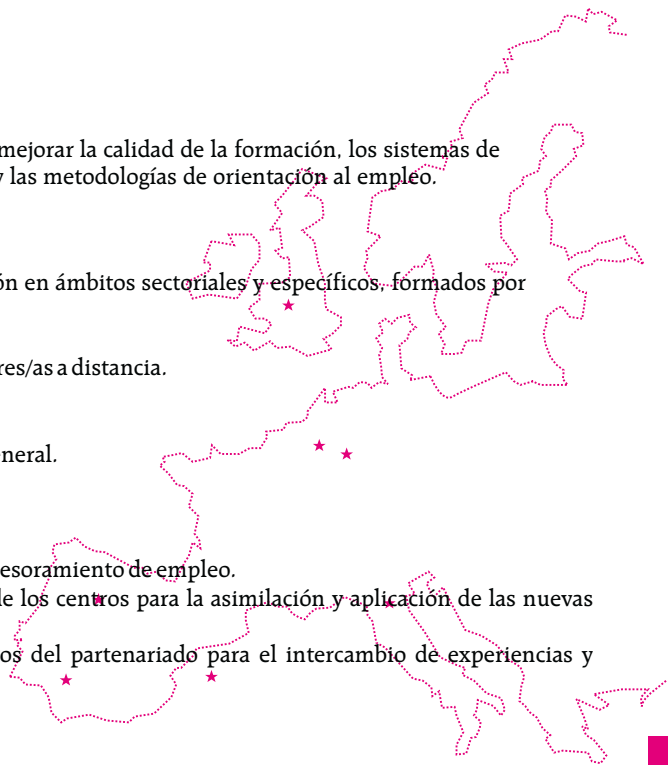 mejorar la calidad de la formación, los sistemas de
y las metodologías de orientación al empleo.
ón en ámbitos sectoriales y específicos, formados por
res/as a distancia.
eneral.
esoramiento de empleo.
de los centros para la asimilación y aplicación de las nuevas
os del partenariado para el intercambio de experiencias y